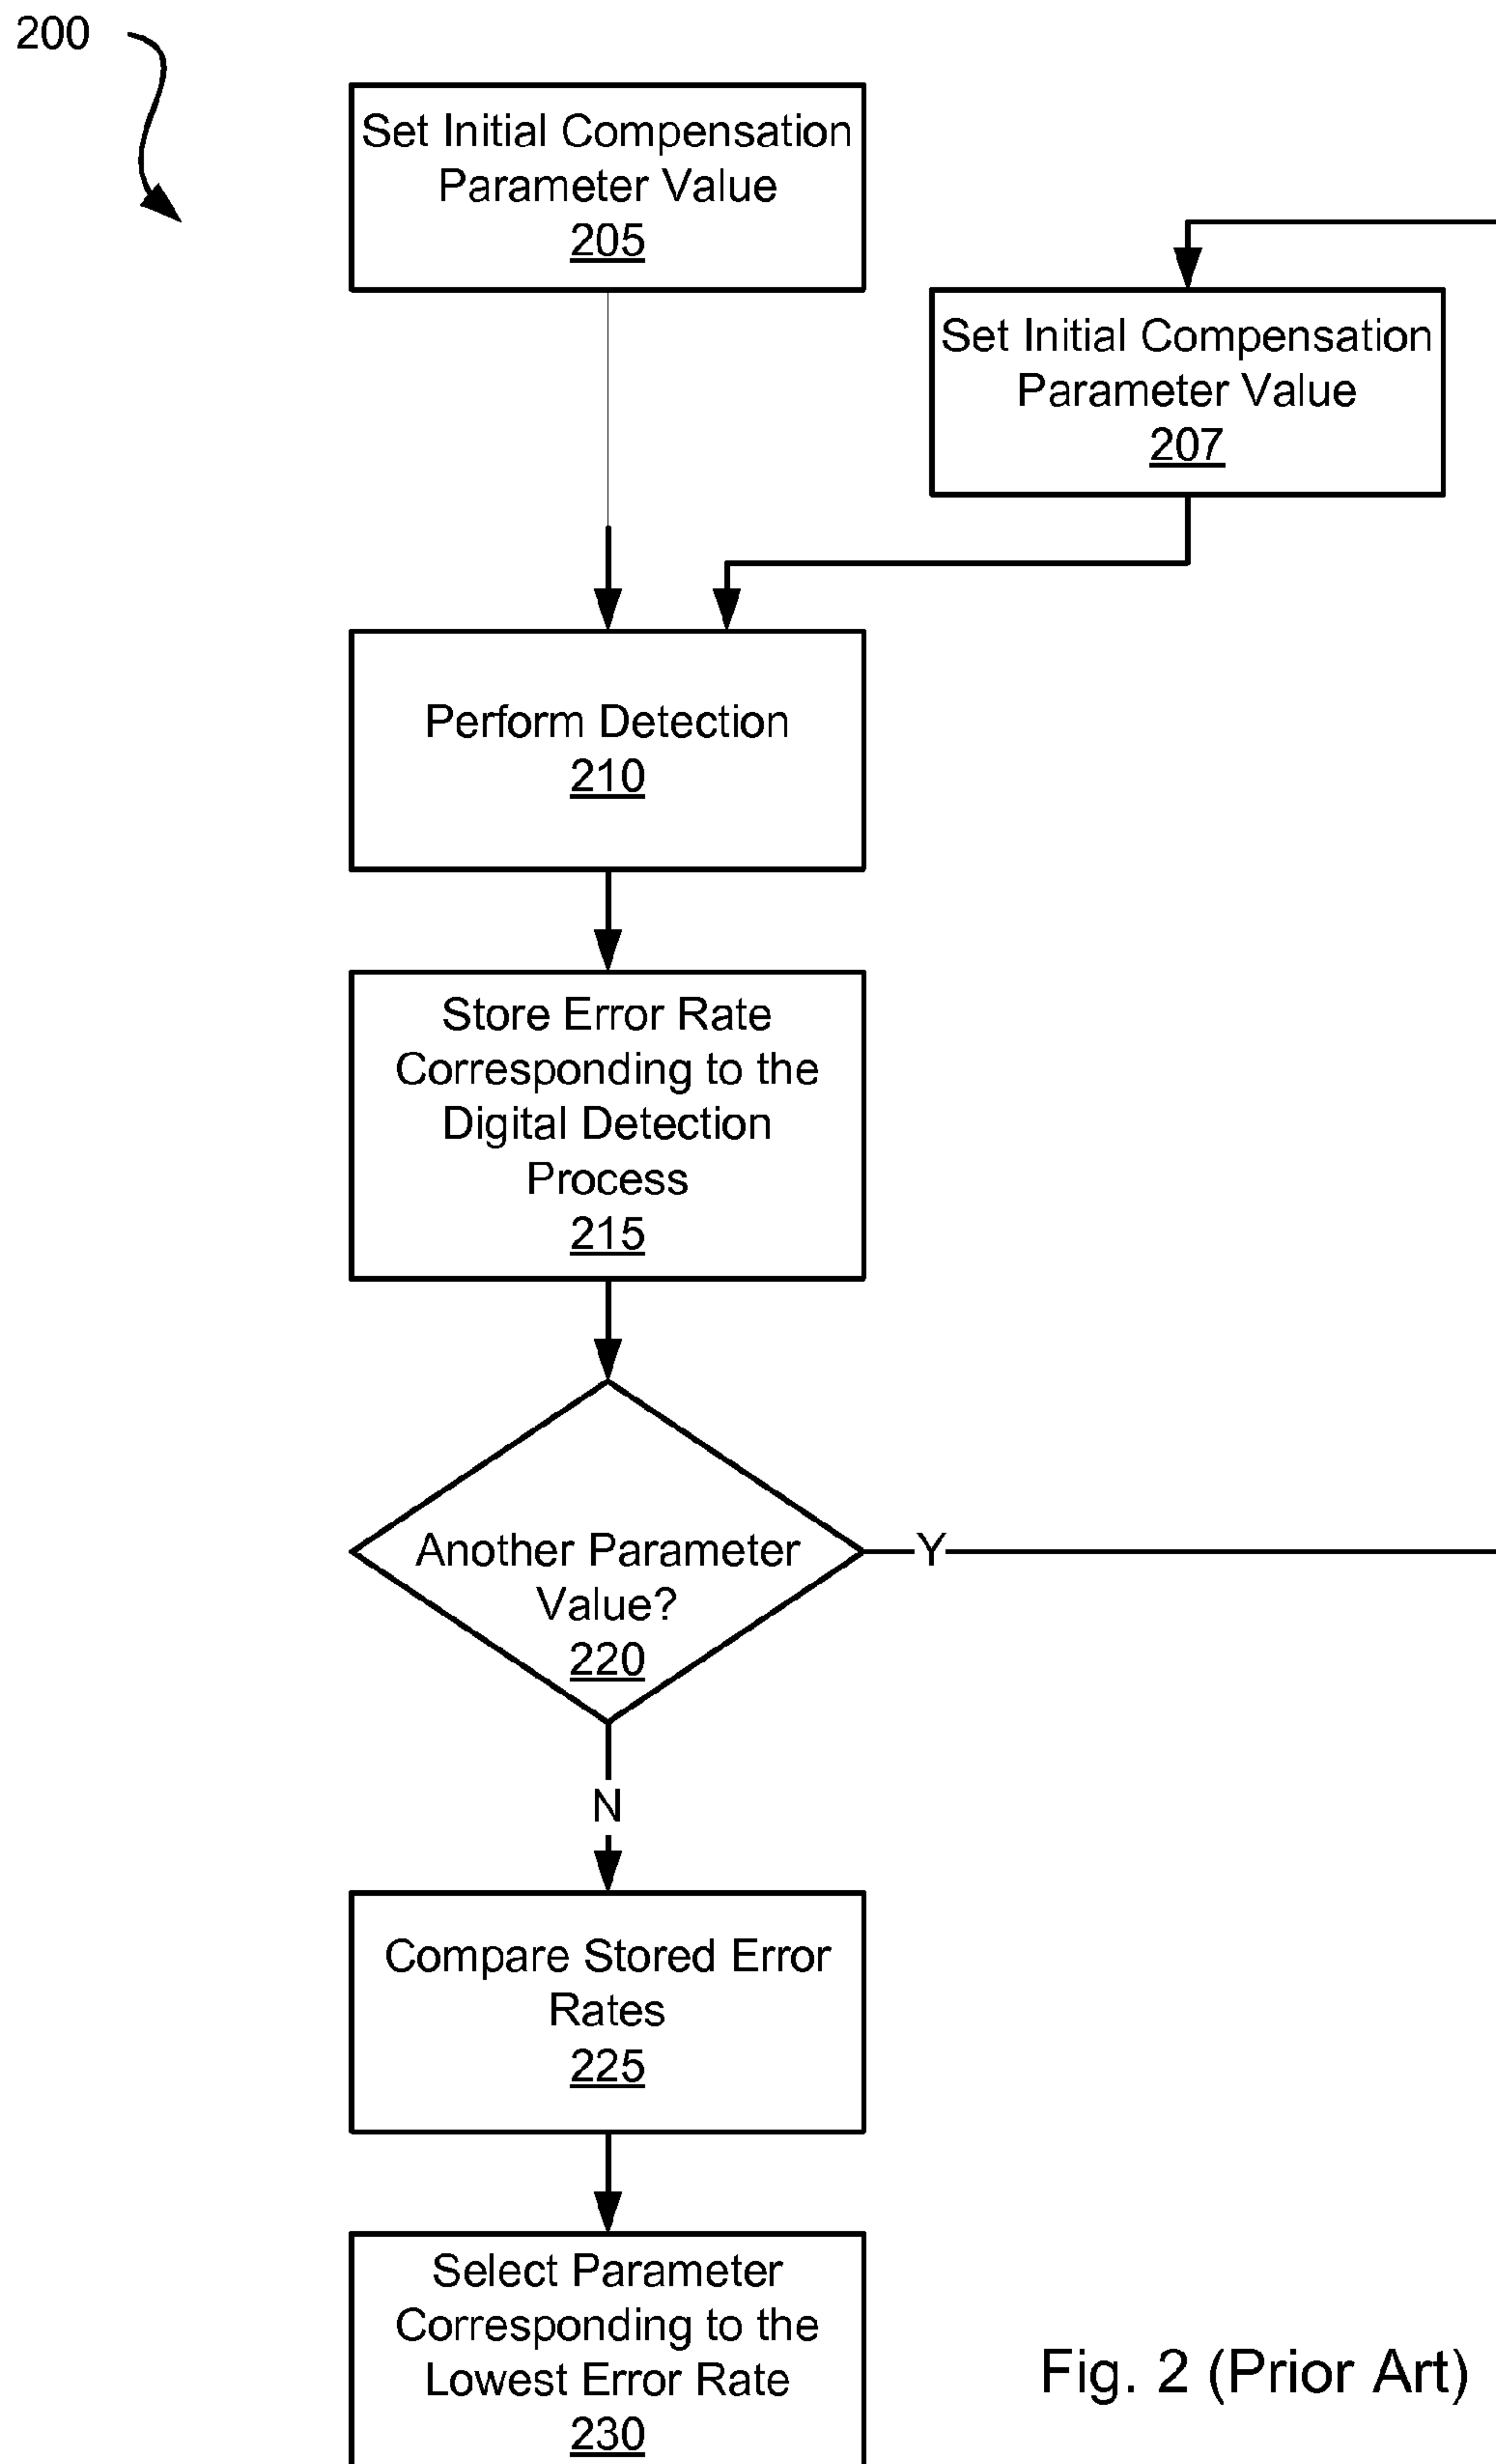 200
Set Initial Compensation
Parameter Value
205
Set Initial Compensation
Parameter Value
207
Perform Detection
210
Store Error Rate
Corresponding to the
Digital Detection
Process
215
Another Parameter
Value?
220
Y
N
Compare Stored Error
Rates
225
Select Parameter
Corresponding to the
Lowest Error Rate
230
Fig. 2 (Prior Art)